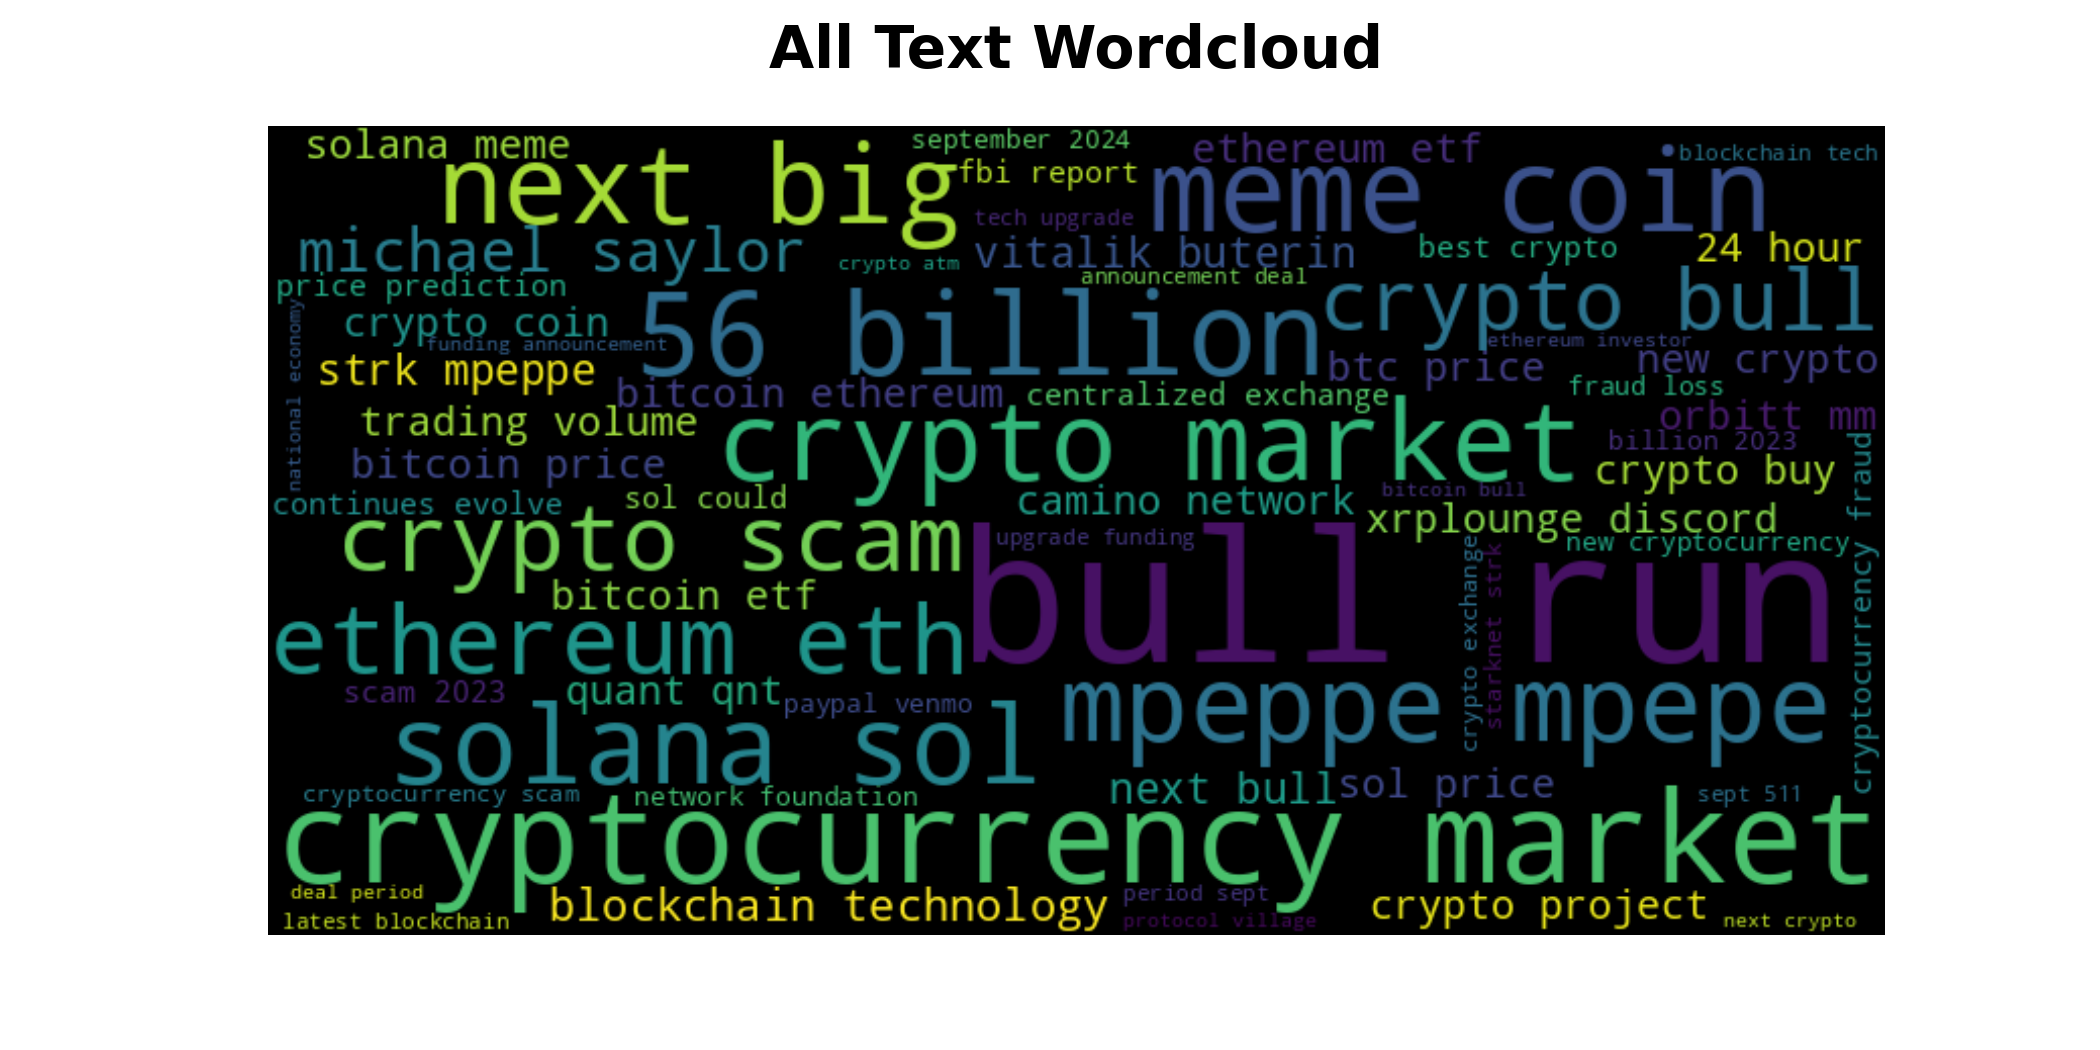 All Text Wordcloud
solana meme
september 2024
ethereum etf
blockchain tech
next big
fbi report
meme coin
tech upgrade
michael saylor
crypto atm
vitalik buterin
best crypto
24 hour
price prediction
announcement deal
national economy
crypto coin
56 billion
crypto bull
funding announcement
ethereum investor
strk mpeppe
btc price
new crypto
bitcoin ethereum
centralized exchange
fraud loss
trading volume
crypto market
orbitt mm
billion 2023
bitcoin price
crypto buy
continues evolve
sol could
camino network
bitcoin bull
xrplounge discord
crypto scam
bull run
upgrade funding
new cryptocurrency
cryptocurrency fraud
crypto exchange
starknet strk
bitcoin etf
ethereum eth
scam 2023
quant qnt
paypal venmo
mpeppe mpepe
solana sol
cryptocurrency scam
network foundation
next bull
sol price
sept 511
cryptocurrency market
deal period
blockchain technology
period sept
crypto project
latest blockchain
protocol village
next crypto